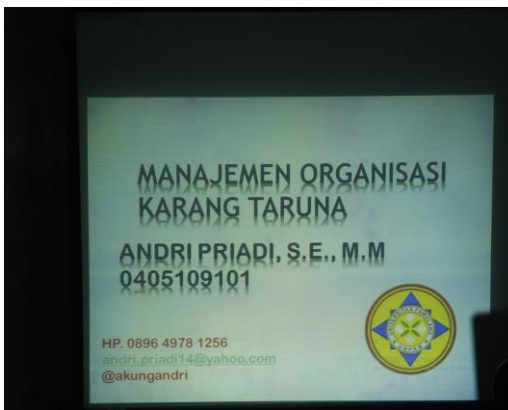 MANAJEMEN ORGANISASI
KARANG TARUNA
ANDRI PRIADI, S.E., M.M
0405109101
HP. 0896 4978 1256
andri.priadi14@yahoo.com
@akungandri